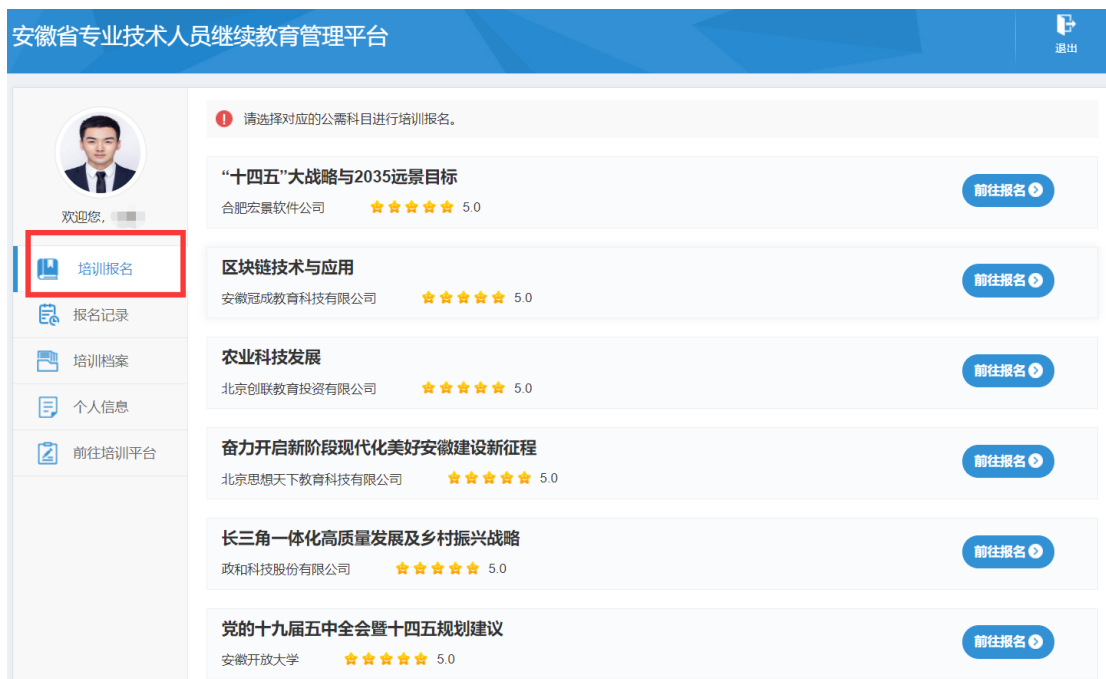 安徽省专业技术人员继续教育管理平台
退出
欢迎您，
培训报名
报名记录
培训档案
个人信息
前往培训平台
请选择对应的公需科目进行培训报名。
“十四五”大战略与2035远景目标
合肥宏景软件公司 5.0
前往报名
区块链技术与应用
安徽冠成教育科技有限公司 5.0
前往报名
农业科技发展
北京创联教育投资有限公司 5.0
前往报名
奋力开启新阶段现代化美好安徽建设新征程
北京思想天下教育科技有限公司 5.0
前往报名
长三角一体化高质量发展及乡村振兴战略
政和科技股份有限公司 5.0
前往报名
党的十九届五中全会暨十四五规划建议
安徽开放大学 5.0
前往报名